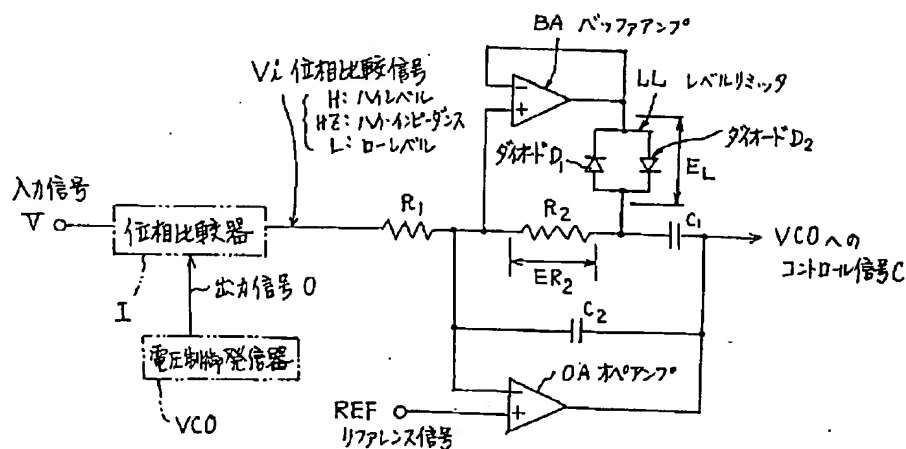 BA バッファアンプ
Vi 位相比較信号
H: ハイレベル
HZ: ハイ・インピーダンス
L: ローレベル
LL レベルリミッタ
ダイオードD1
ダイオードD2
EL
入力信号
V
位相比較器
R1
R2
C1
VCOへの
コントロール信号C
ER2
出力信号O
I
C2
電圧制御発信器
OA オペアンプ
VCO
REF
リファレンス信号